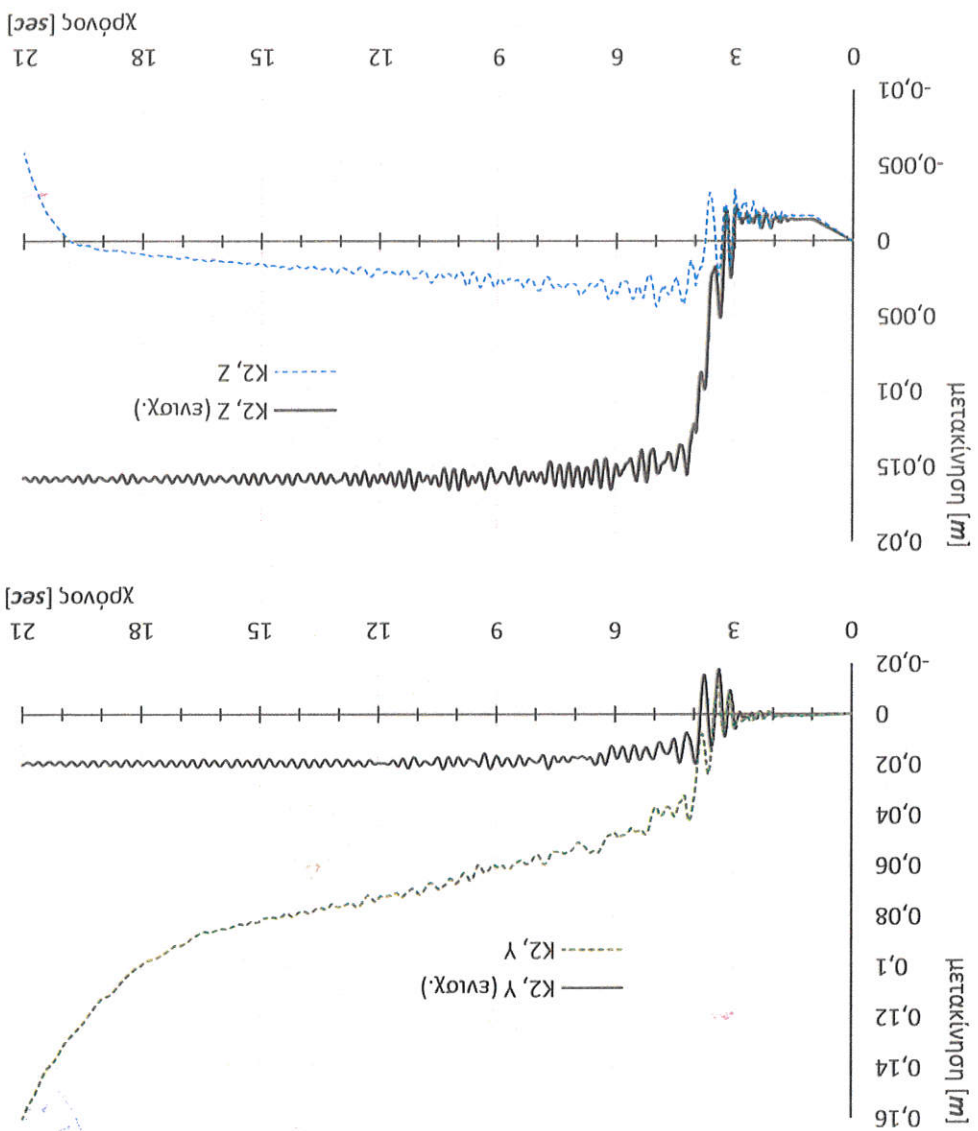 μετακίνηση [m]
0,16
0,14
0,12
0,1
0,08
0,06
0,04
0,02
0
-0,02
K2, Y (ενισχ.)
K2, Y
0 3 6 9 12 15 18 21
χρόνος [sec]
μετακίνηση [m]
0,02
0,015
0,01
0,005
0
-0,005
-0,01
K2, Z (ενισχ.)
K2, Z
0 3 6 9 12 15 18 21
χρόνος [sec]